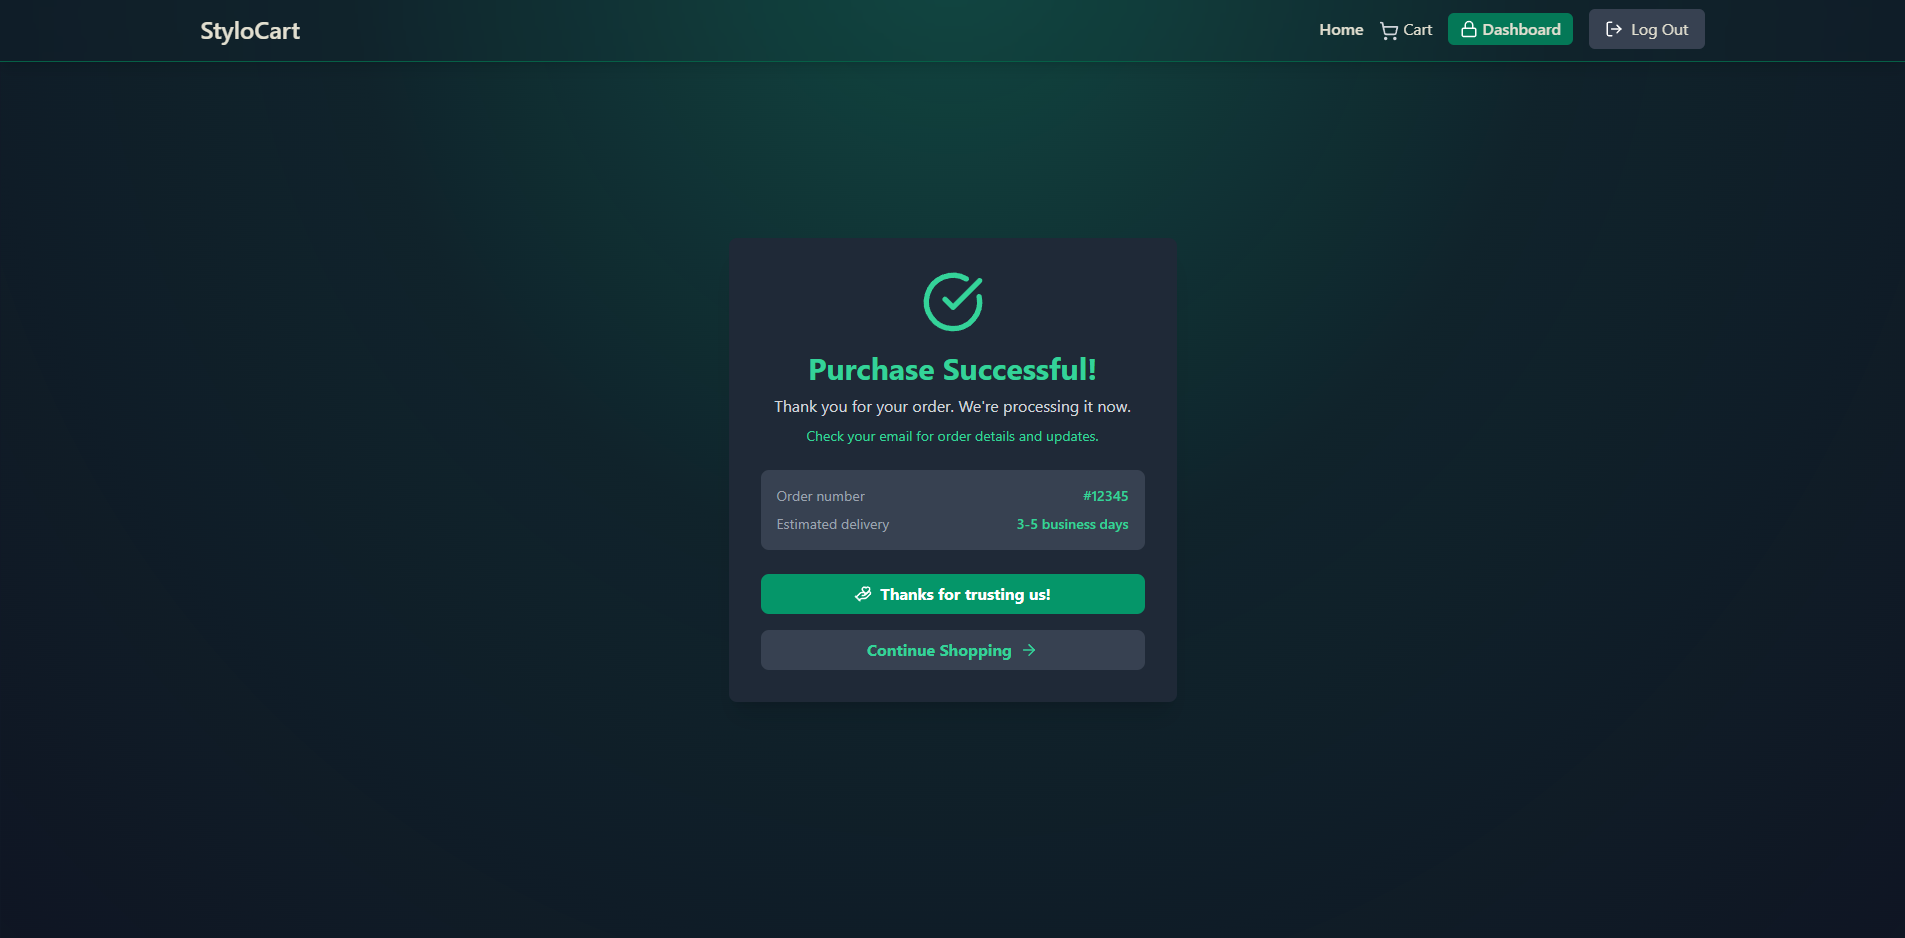 StyloCart
Home Cart Dashboard Log Out
Purchase Successful!
Thank you for your order. We're processing it now.
Check your email for order details and updates.
Order number #12345
Estimated delivery 3-5 business days
Thanks for trusting us!
Continue Shopping